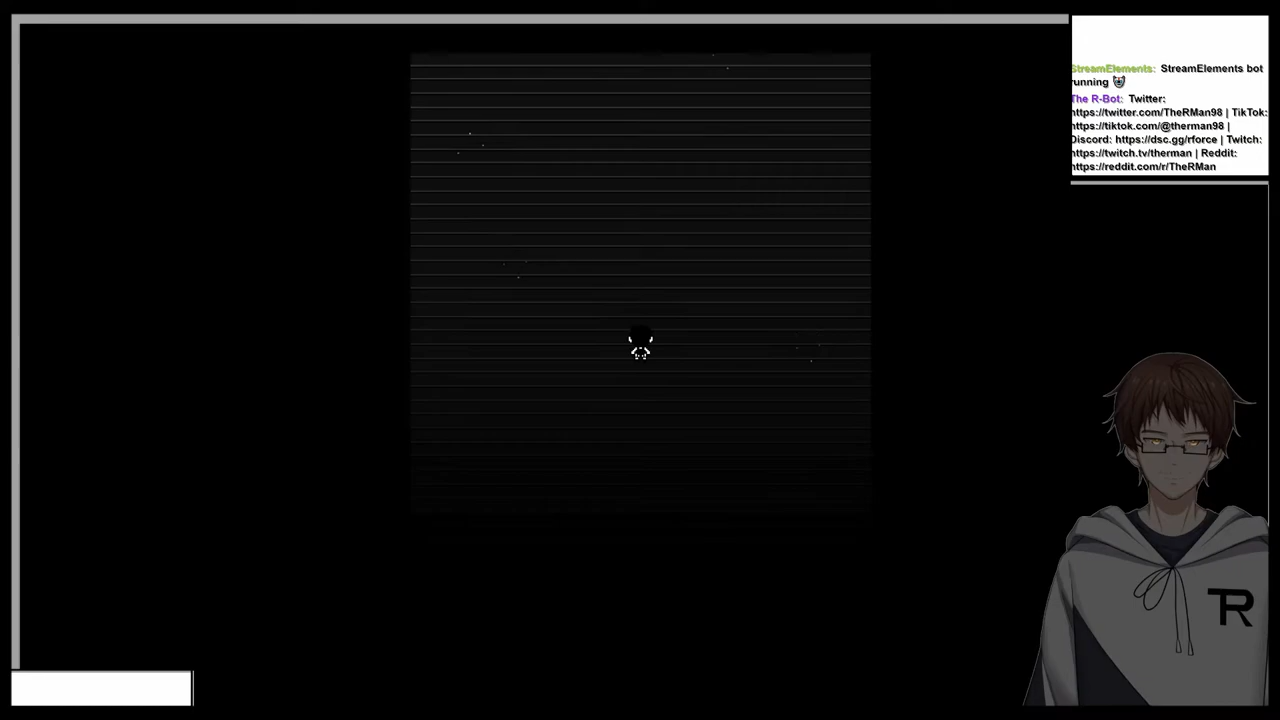 StreamElements: StreamElements bot
running
The R-Bot: Twitter:
https://twitter.com/TheRMan98 | TikTok:
https://tiktok.com/@therman98 |
Discord: https://dsc.gg/rforce | Twitch:
https://twitch.tv/therman | Reddit:
https://reddit.com/r/TheRMan
TR